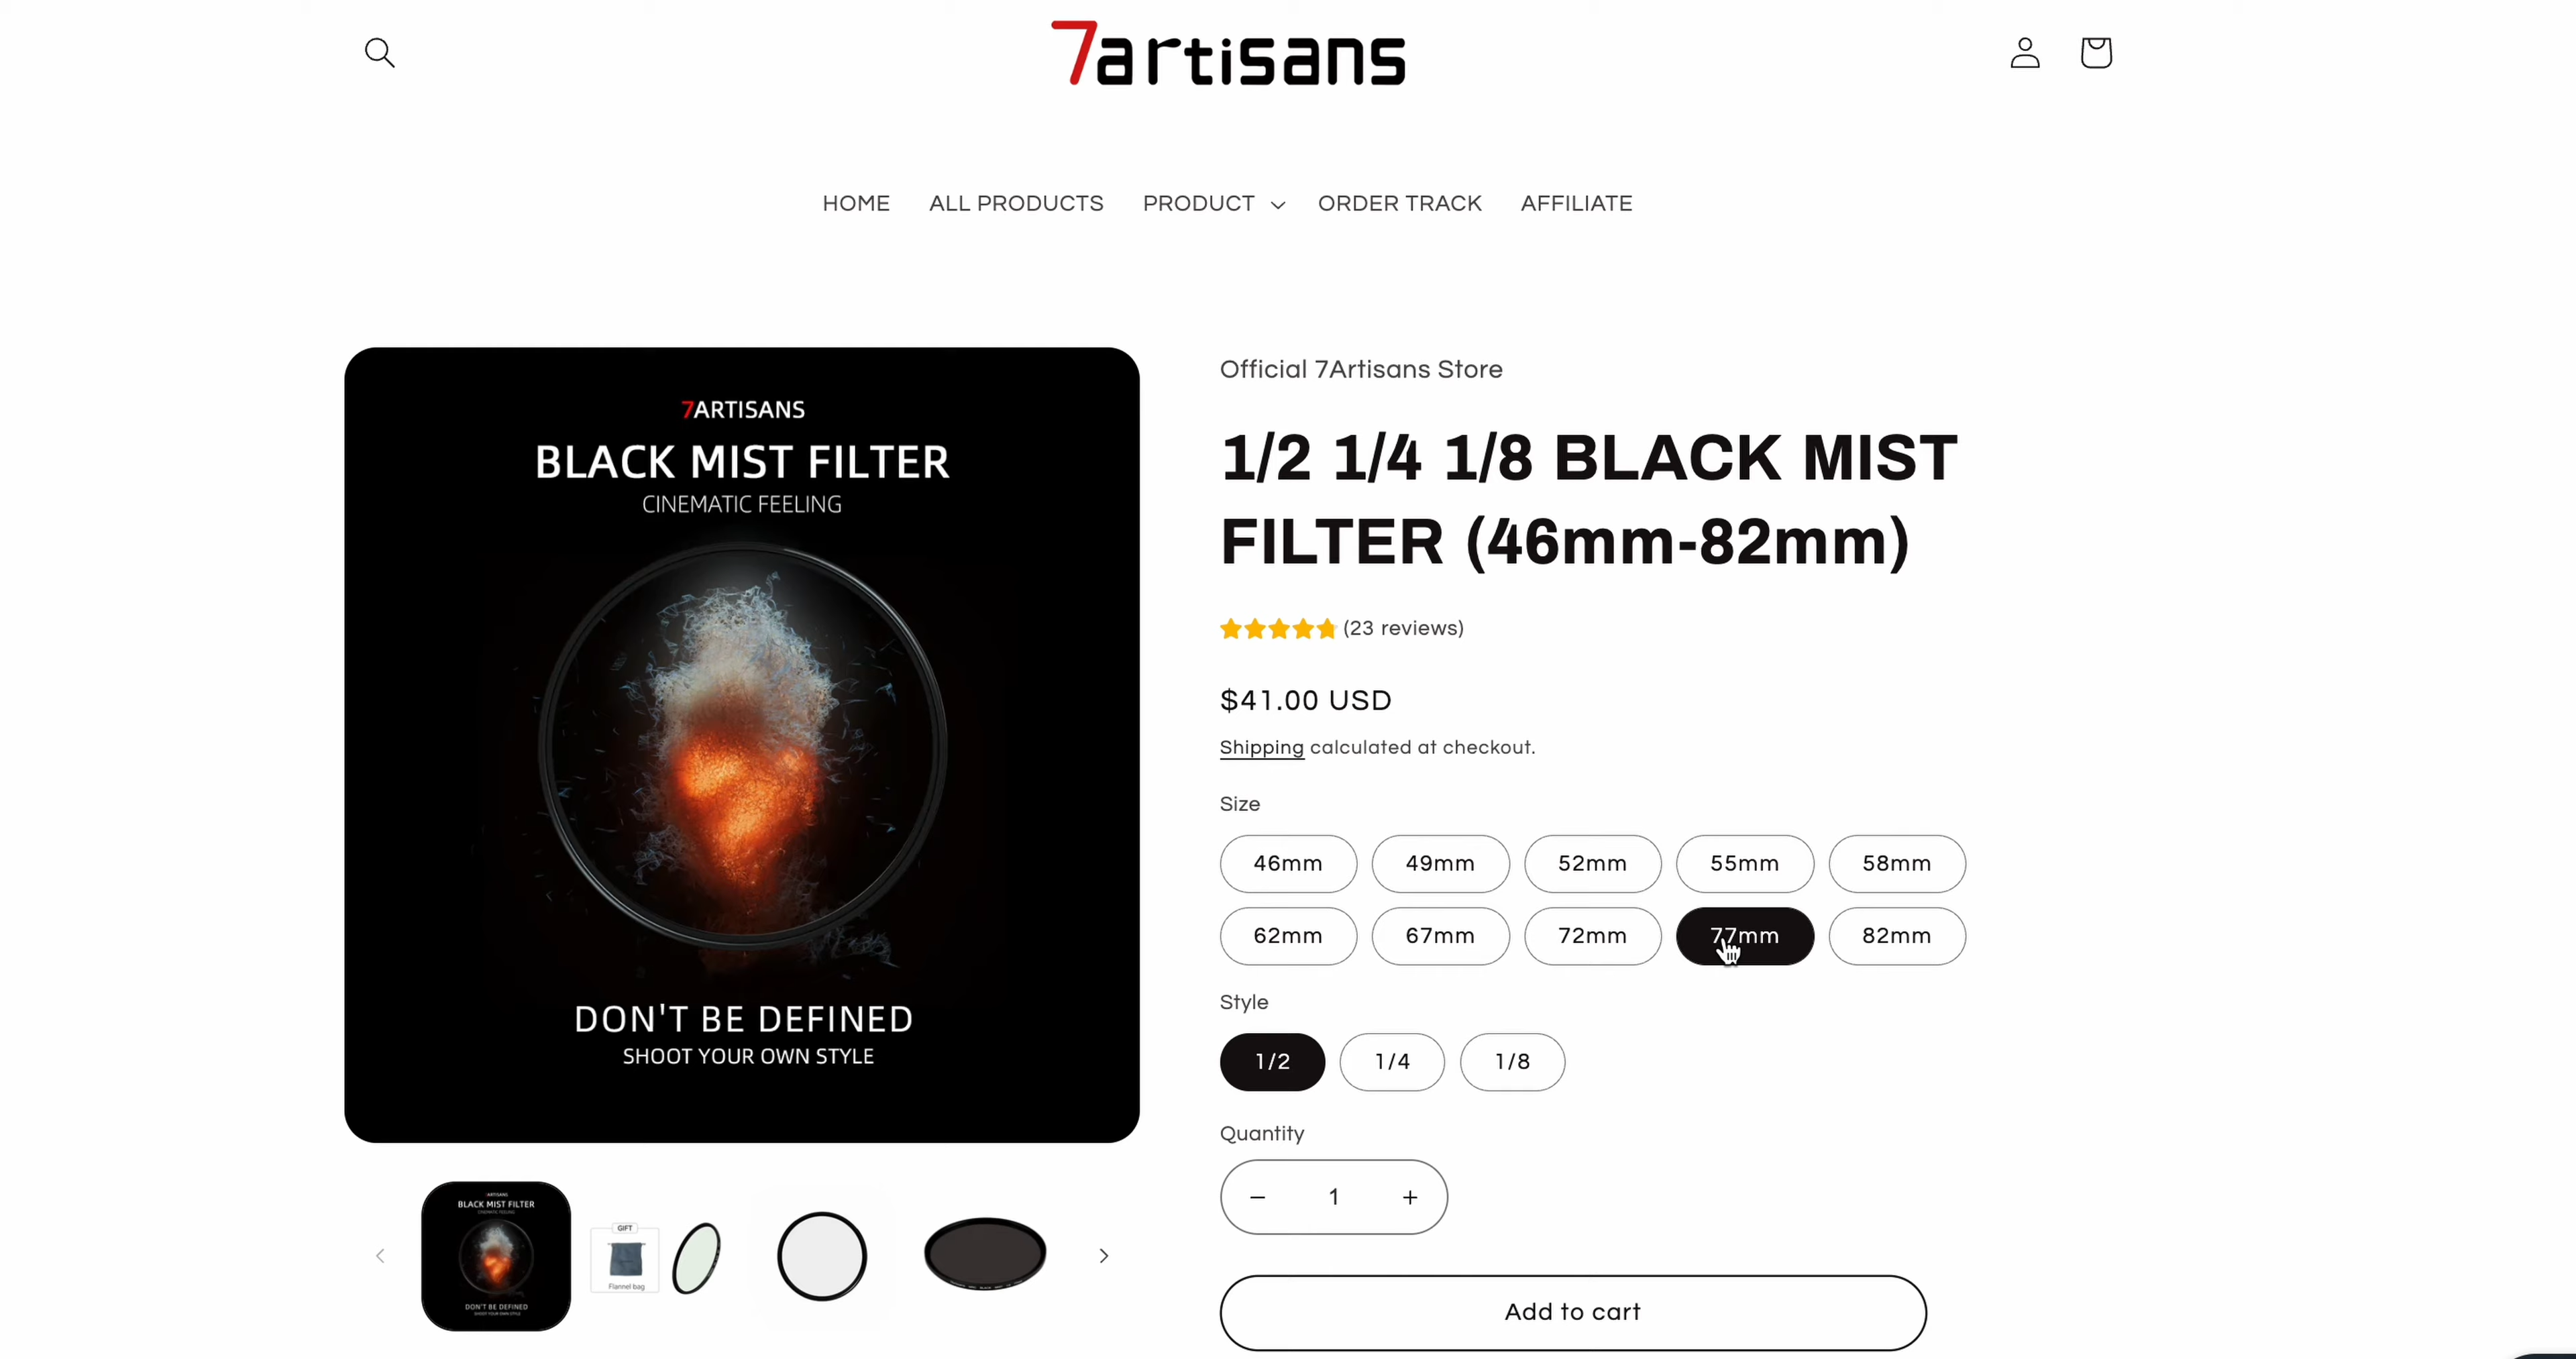 7artisans
HOME ALL PRODUCTS PRODUCT ORDER TRACK AFFILIATE
7ARTISANS
BLACK MIST FILTER
CINEMATIC FEELING
DON'T BE DEFINED
SHOOT YOUR OWN STYLE
Official 7Artisans Store
1/2 1/4 1/8 BLACK MIST
FILTER (46mm-82mm)
(23 reviews)
$41.00 USD
Shipping calculated at checkout.
Size
46mm 49mm 52mm 55mm 58mm
62mm 67mm 72mm 77mm 82mm
Style
1/2 1/4 1/8
Quantity
− 1 +
Add to cart
BLACK MIST FILTER
CINEMATIC FEELING
DON'T BE DEFINED
SHOOT YOUR OWN STYLE
GIFT
Flannel bag